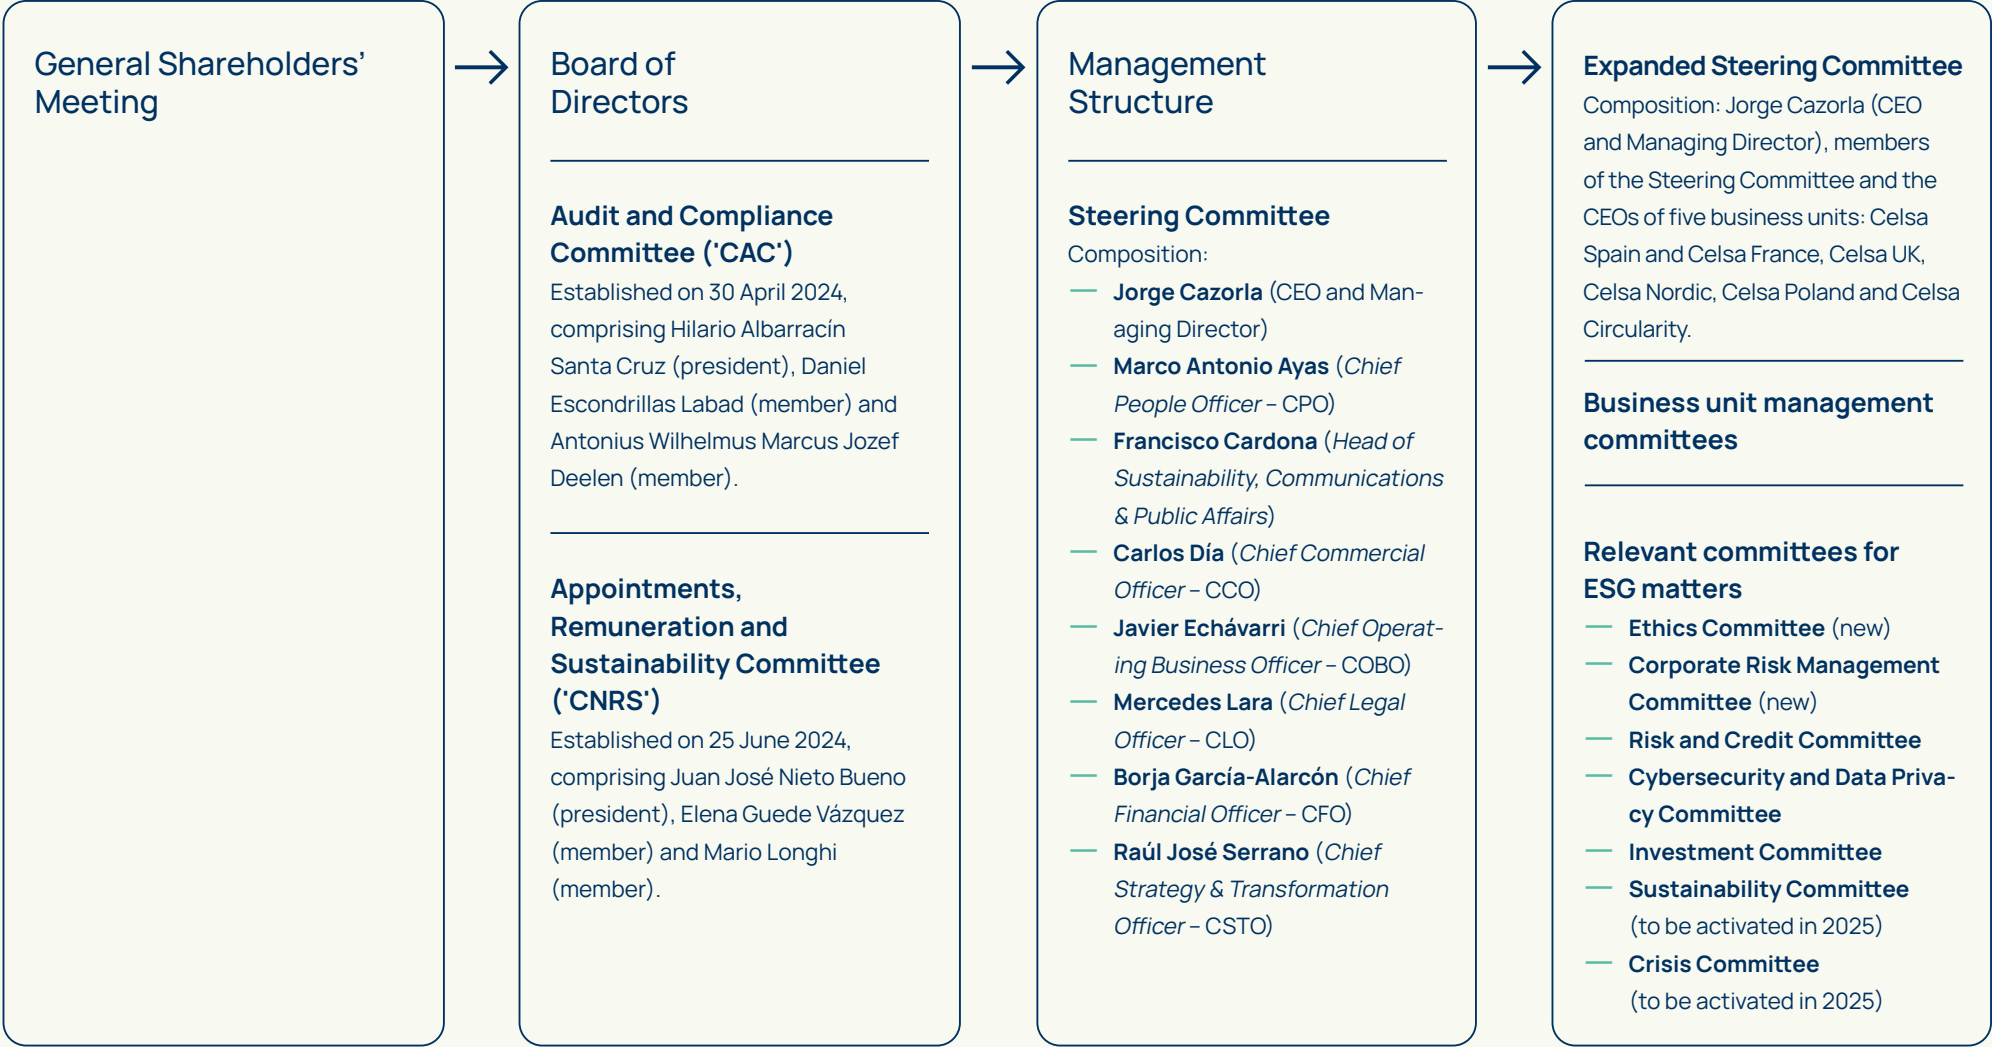 General Shareholders’
Meeting
Board of
Directors
Audit and Compliance
Committee ('CAC')
Established on 30 April 2024,
comprising Hilario Albarracín
Santa Cruz (president), Daniel
Escondrillas Labad (member) and
Antonius Wilhelmus Marcus Jozef
Deelen (member).
Appointments,
Remuneration and
Sustainability Committee
('CNRS')
Established on 25 June 2024,
comprising Juan José Nieto Bueno
(president), Elena Guede Vázquez
(member) and Mario Longhi
(member).
Management
Structure
Steering Committee
Composition:
— Jorge Cazorla (CEO and Man-
aging Director)
— Marco Antonio Ayas (Chief
People Officer – CPO)
— Francisco Cardona (Head of
Sustainability, Communications
& Public Affairs)
— Carlos Día (Chief Commercial
Officer – CCO)
— Javier Echávarri (Chief Operat-
ing Business Officer – COBO)
— Mercedes Lara (Chief Legal
Officer – CLO)
— Borja García-Alarcón (Chief
Financial Officer – CFO)
— Raúl José Serrano (Chief
Strategy & Transformation
Officer – CSTO)
Expanded Steering Committee
Composition: Jorge Cazorla (CEO
and Managing Director), members
of the Steering Committee and the
CEOs of five business units: Celsa
Spain and Celsa France, Celsa UK,
Celsa Nordic, Celsa Poland and Celsa
Circularity.
Business unit management
committees
Relevant committees for
ESG matters
— Ethics Committee (new)
— Corporate Risk Management
Committee (new)
— Risk and Credit Committee
— Cybersecurity and Data Priva-
cy Committee
— Investment Committee
— Sustainability Committee
(to be activated in 2025)
— Crisis Committee
(to be activated in 2025)